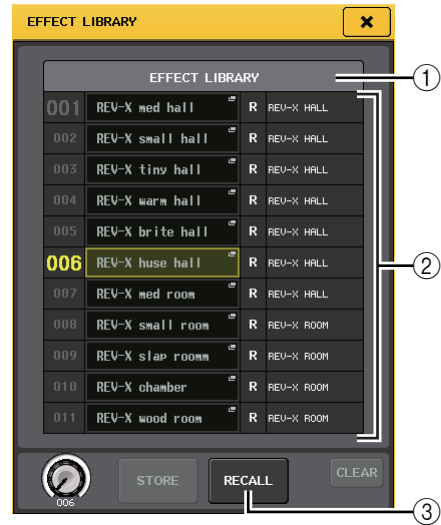 EFFECT LIBRARY
EFFECT LIBRARY
①
001 REV-X med hall R REV-X HALL
002 REV-X small hall R REV-X HALL
003 REV-X tiny hall R REV-X HALL
004 REV-X warm hall R REV-X HALL
005 REV-X brite hall R REV-X HALL
006 REV-X huse hall R REV-X HALL
②
007 REV-X med room R REV-X HALL
008 REV-X small room R REV-X ROOM
009 REV-X slap roomm R REV-X ROOM
010 REV-X chamber R REV-X ROOM
011 REV-X wood room R REV-X ROOM
006 STORE RECALL CLEAR
③